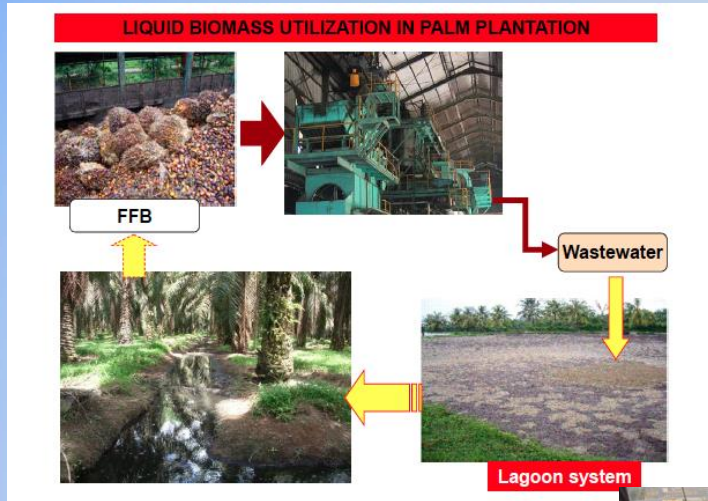 LIQUID BIOMASS UTILIZATION IN PALM PLANTATION
FFB
Wastewater
Lagoon system